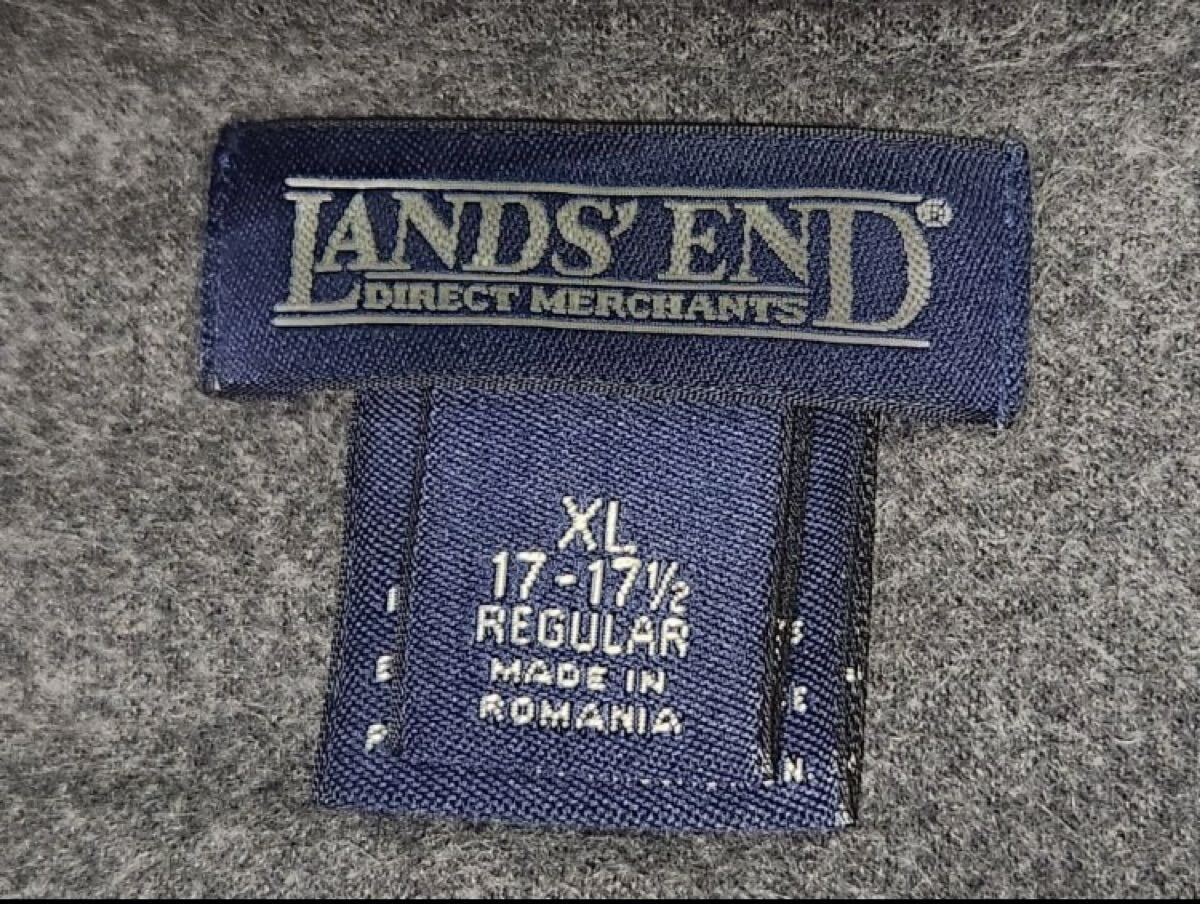 LANDS' END®
DIRECT MERCHANTS
XL
17-17½
REGULAR
MADE IN
ROMANIA